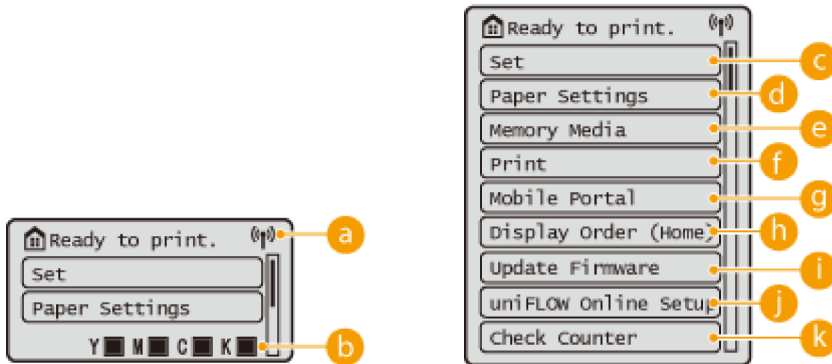 Ready to print.
Set
Paper Settings
Y M C K
a
b
Ready to print.
Set
Paper Settings
Memory Media
Print
Mobile Portal
Display Order (Home)
Update Firmware
uniFLOW Online Setup
Check Counter
c
d
e
f
g
h
i
j
k